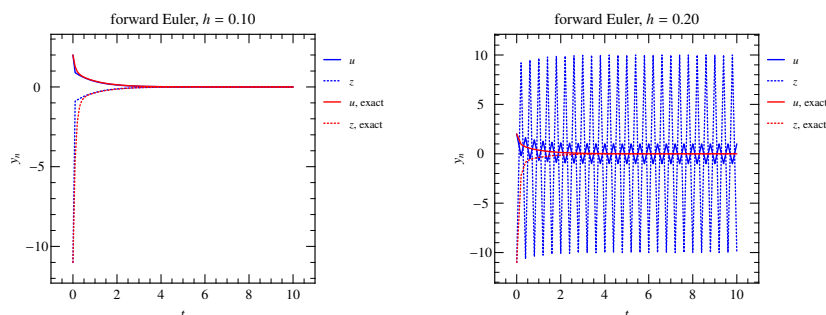 forward Euler, h = 0.10
0
−5
−10
y_n
0 2 4 6 8 10
t
u
z
u, exact
z, exact
forward Euler, h = 0.20
10
5
0
−5
−10
y_n
0 2 4 6 8 10
t
u
z
u, exact
z, exact